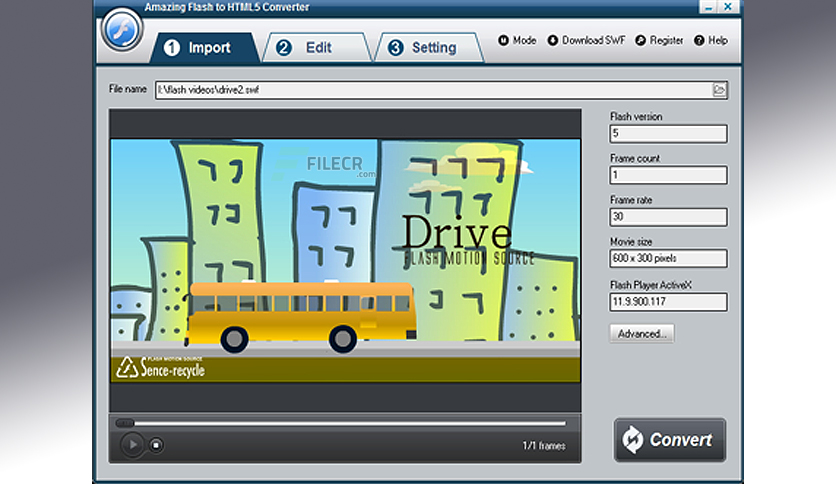 Amazing Flash to HTML5 Converter
1 Import
2 Edit
3 Setting
Mode
Download SWF
Register
? Help
File name
I:\flash videos\drive2.swf
FILECR
.com
Drive
FLASH MOTION SOURCE
FLASH MOTION SOURCE
Sence-recycle
1/1 frames
Flash version
5
Frame count
1
Frame rate
30
Movie size
600 x 300 pixels
Flash Player ActiveX
11.9.900.117
Advanced...
Convert